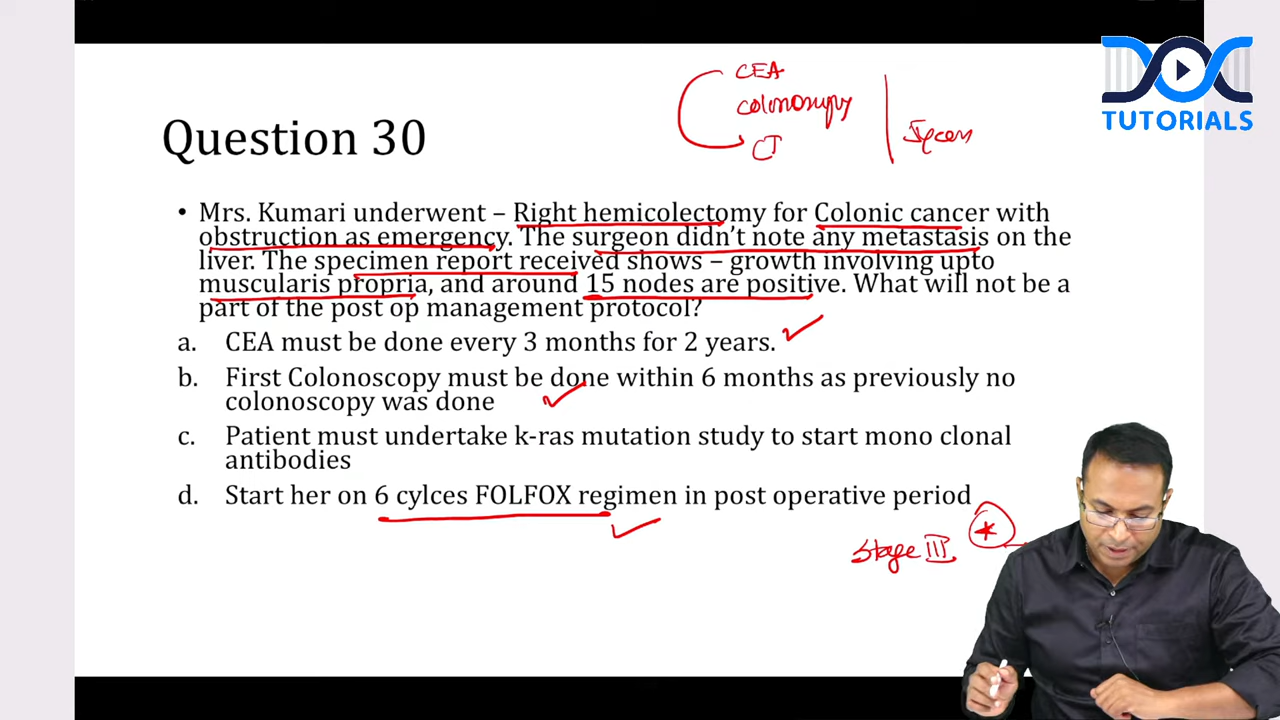 CEA
colonoscopy
CT
5years
DOC
TUTORIALS
Question 30
• Mrs. Kumari underwent – Right hemicolectomy for Colonic cancer with
obstruction as emergency. The surgeon didn't note any metastasis on the
liver. The specimen report received shows – growth involving upto
muscularis propria, and around 15 nodes are positive. What will not be a
part of the post op management protocol?
a. CEA must be done every 3 months for 2 years.
b. First Colonoscopy must be done within 6 months as previously no
colonoscopy was done
c. Patient must undertake k-ras mutation study to start mono clonal
antibodies
d. Start her on 6 cylces FOLFOX regimen in post operative period
Stage III